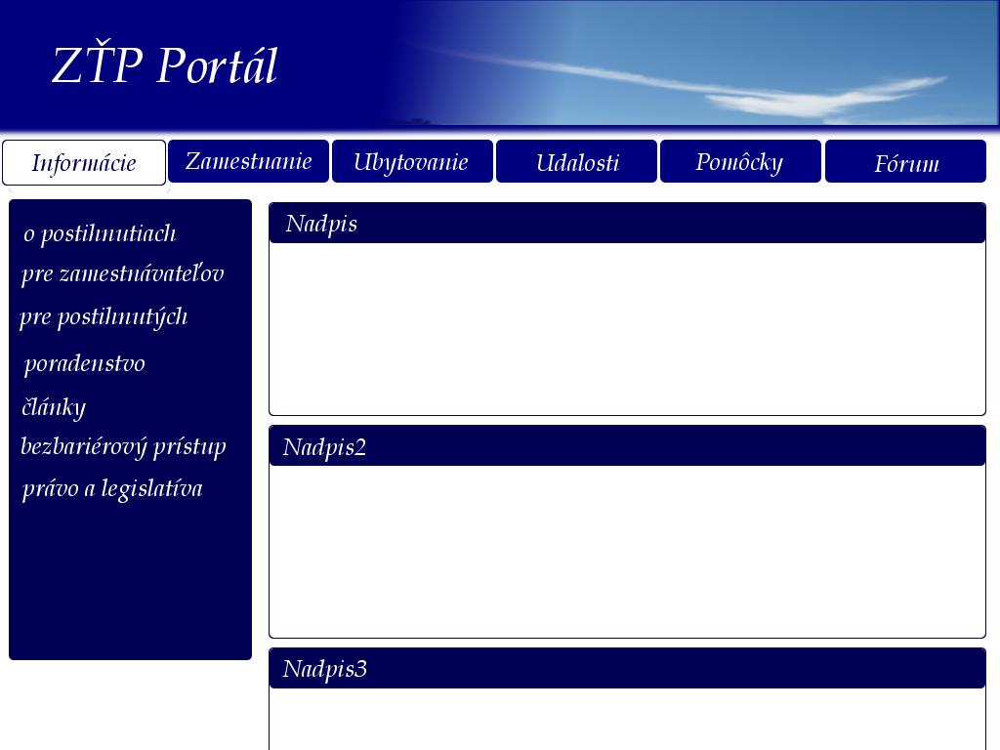 ZŤP Portál
Informácie
Zamestnanie
Ubytovanie
Udalosti
Pomôcky
Fórum
o postihnutiach
pre zamestnávateľov
pre postihnutých
poradenstvo
články
bezbariérový prístup
právo a legislatíva
Nadpis
Nadpis2
Nadpis3